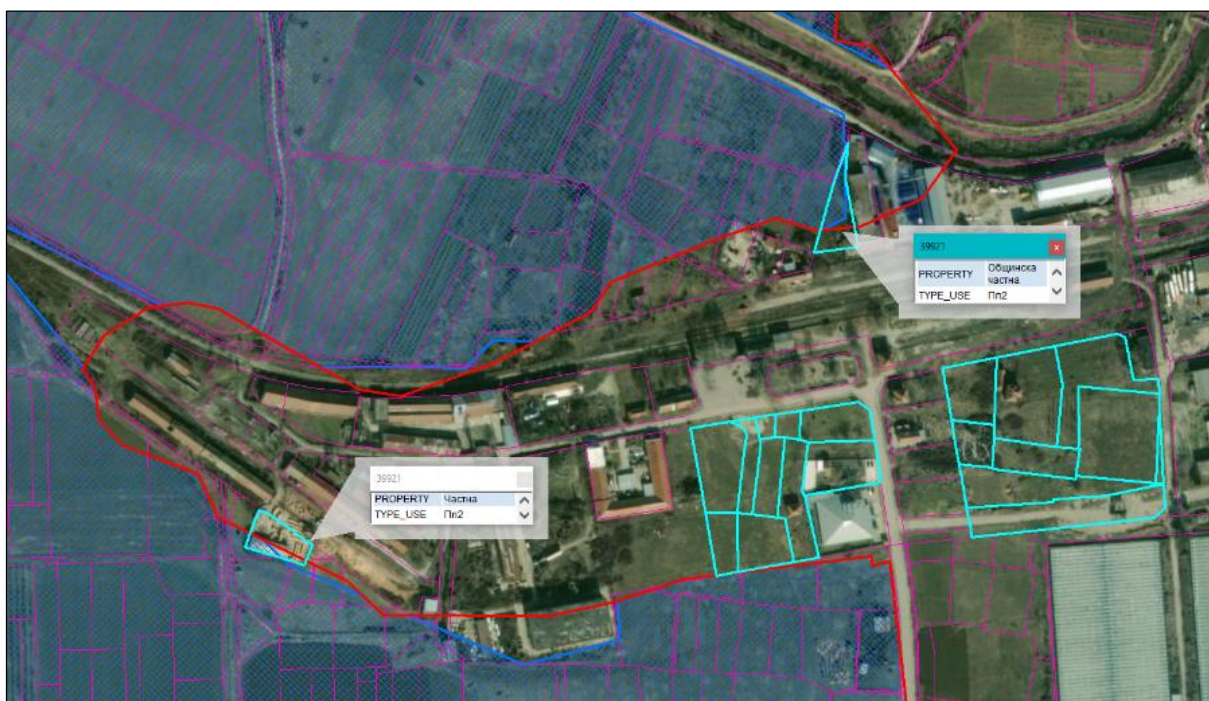 39921
x
PROPERTY Общинска
частна
TYPE_USE Пп2
39921
PROPERTY Частна
TYPE_USE Пп2